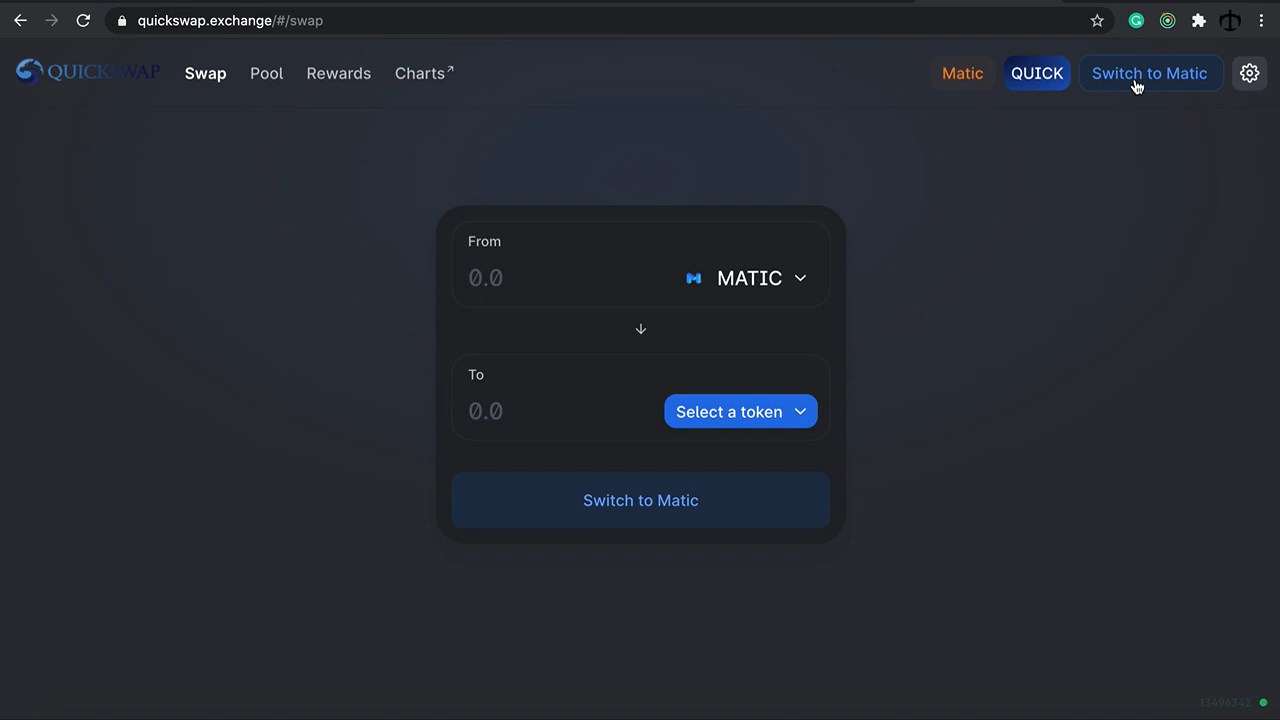 quickswap.exchange/#/swap
QUICKSWAP
Swap
Pool
Rewards
Charts↗
Matic
QUICK
Switch to Matic
From
0.0
MATIC
To
0.0
Select a token
Switch to Matic
13496342